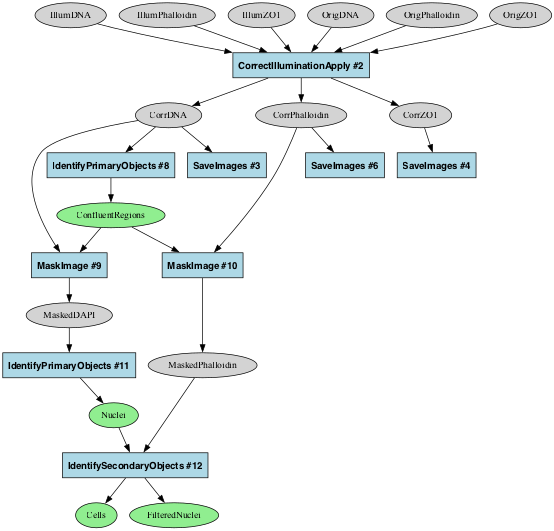 IllumDNA
IllumPhalloidin
IllumZO1
OrigDNA
OrigPhalloidin
OrigZO1
CorrectIlluminationApply #2
CorrDNA
CorrPhalloidin
CorrZO1
IdentifyPrimaryObjects #8
SaveImages #3
SaveImages #6
SaveImages #4
ConfluentRegions
MaskImage #9
MaskImage #10
MaskedDAPI
IdentifyPrimaryObjects #11
MaskedPhalloidin
Nuclei
IdentifySecondaryObjects #12
Cells
FilteredNuclei